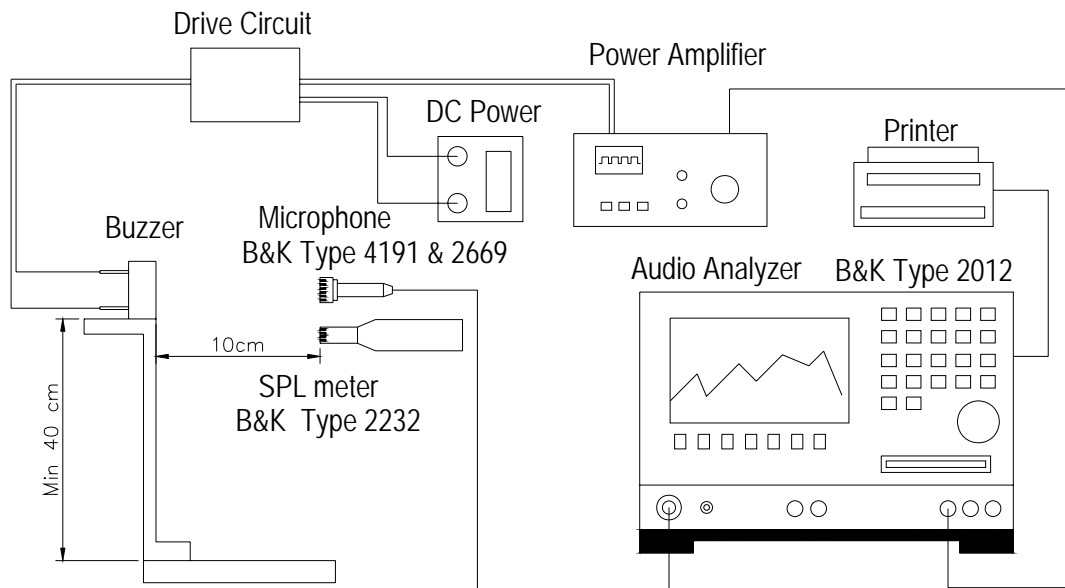 Drive Circuit
Power Amplifier
DC Power
Printer
Buzzer
Microphone
B&K Type 4191 & 2669
Audio Analyzer
B&K Type 2012
10cm
SPL meter
B&K Type 2232
Min 40 cm